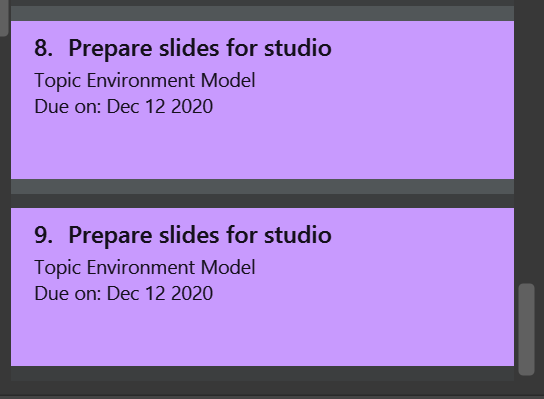 8. Prepare slides for studio
Topic Environment Model
Due on: Dec 12 2020
9. Prepare slides for studio
Topic Environment Model
Due on: Dec 12 2020